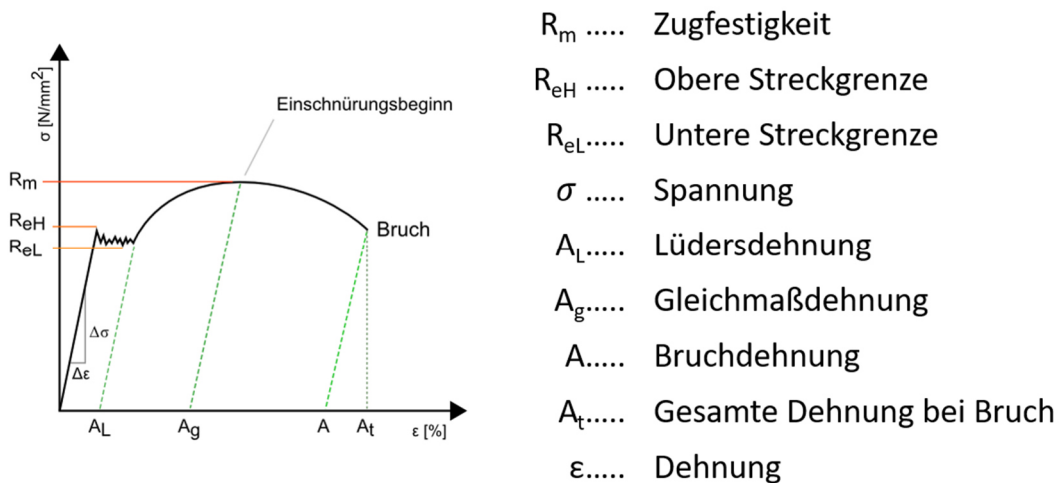 σ [N/mm²]
Einschnürungsbeginn
Rm
ReH
ReL
Bruch
Δσ
Δε
AL
Ag
A
At
ε [%]
Rm ..... Zugfestigkeit
ReH ..... Obere Streckgrenze
ReL..... Untere Streckgrenze
σ ..... Spannung
AL..... Lüdersdehnung
Ag..... Gleichmaßdehnung
A..... Bruchdehnung
At..... Gesamte Dehnung bei Bruch
ε..... Dehnung